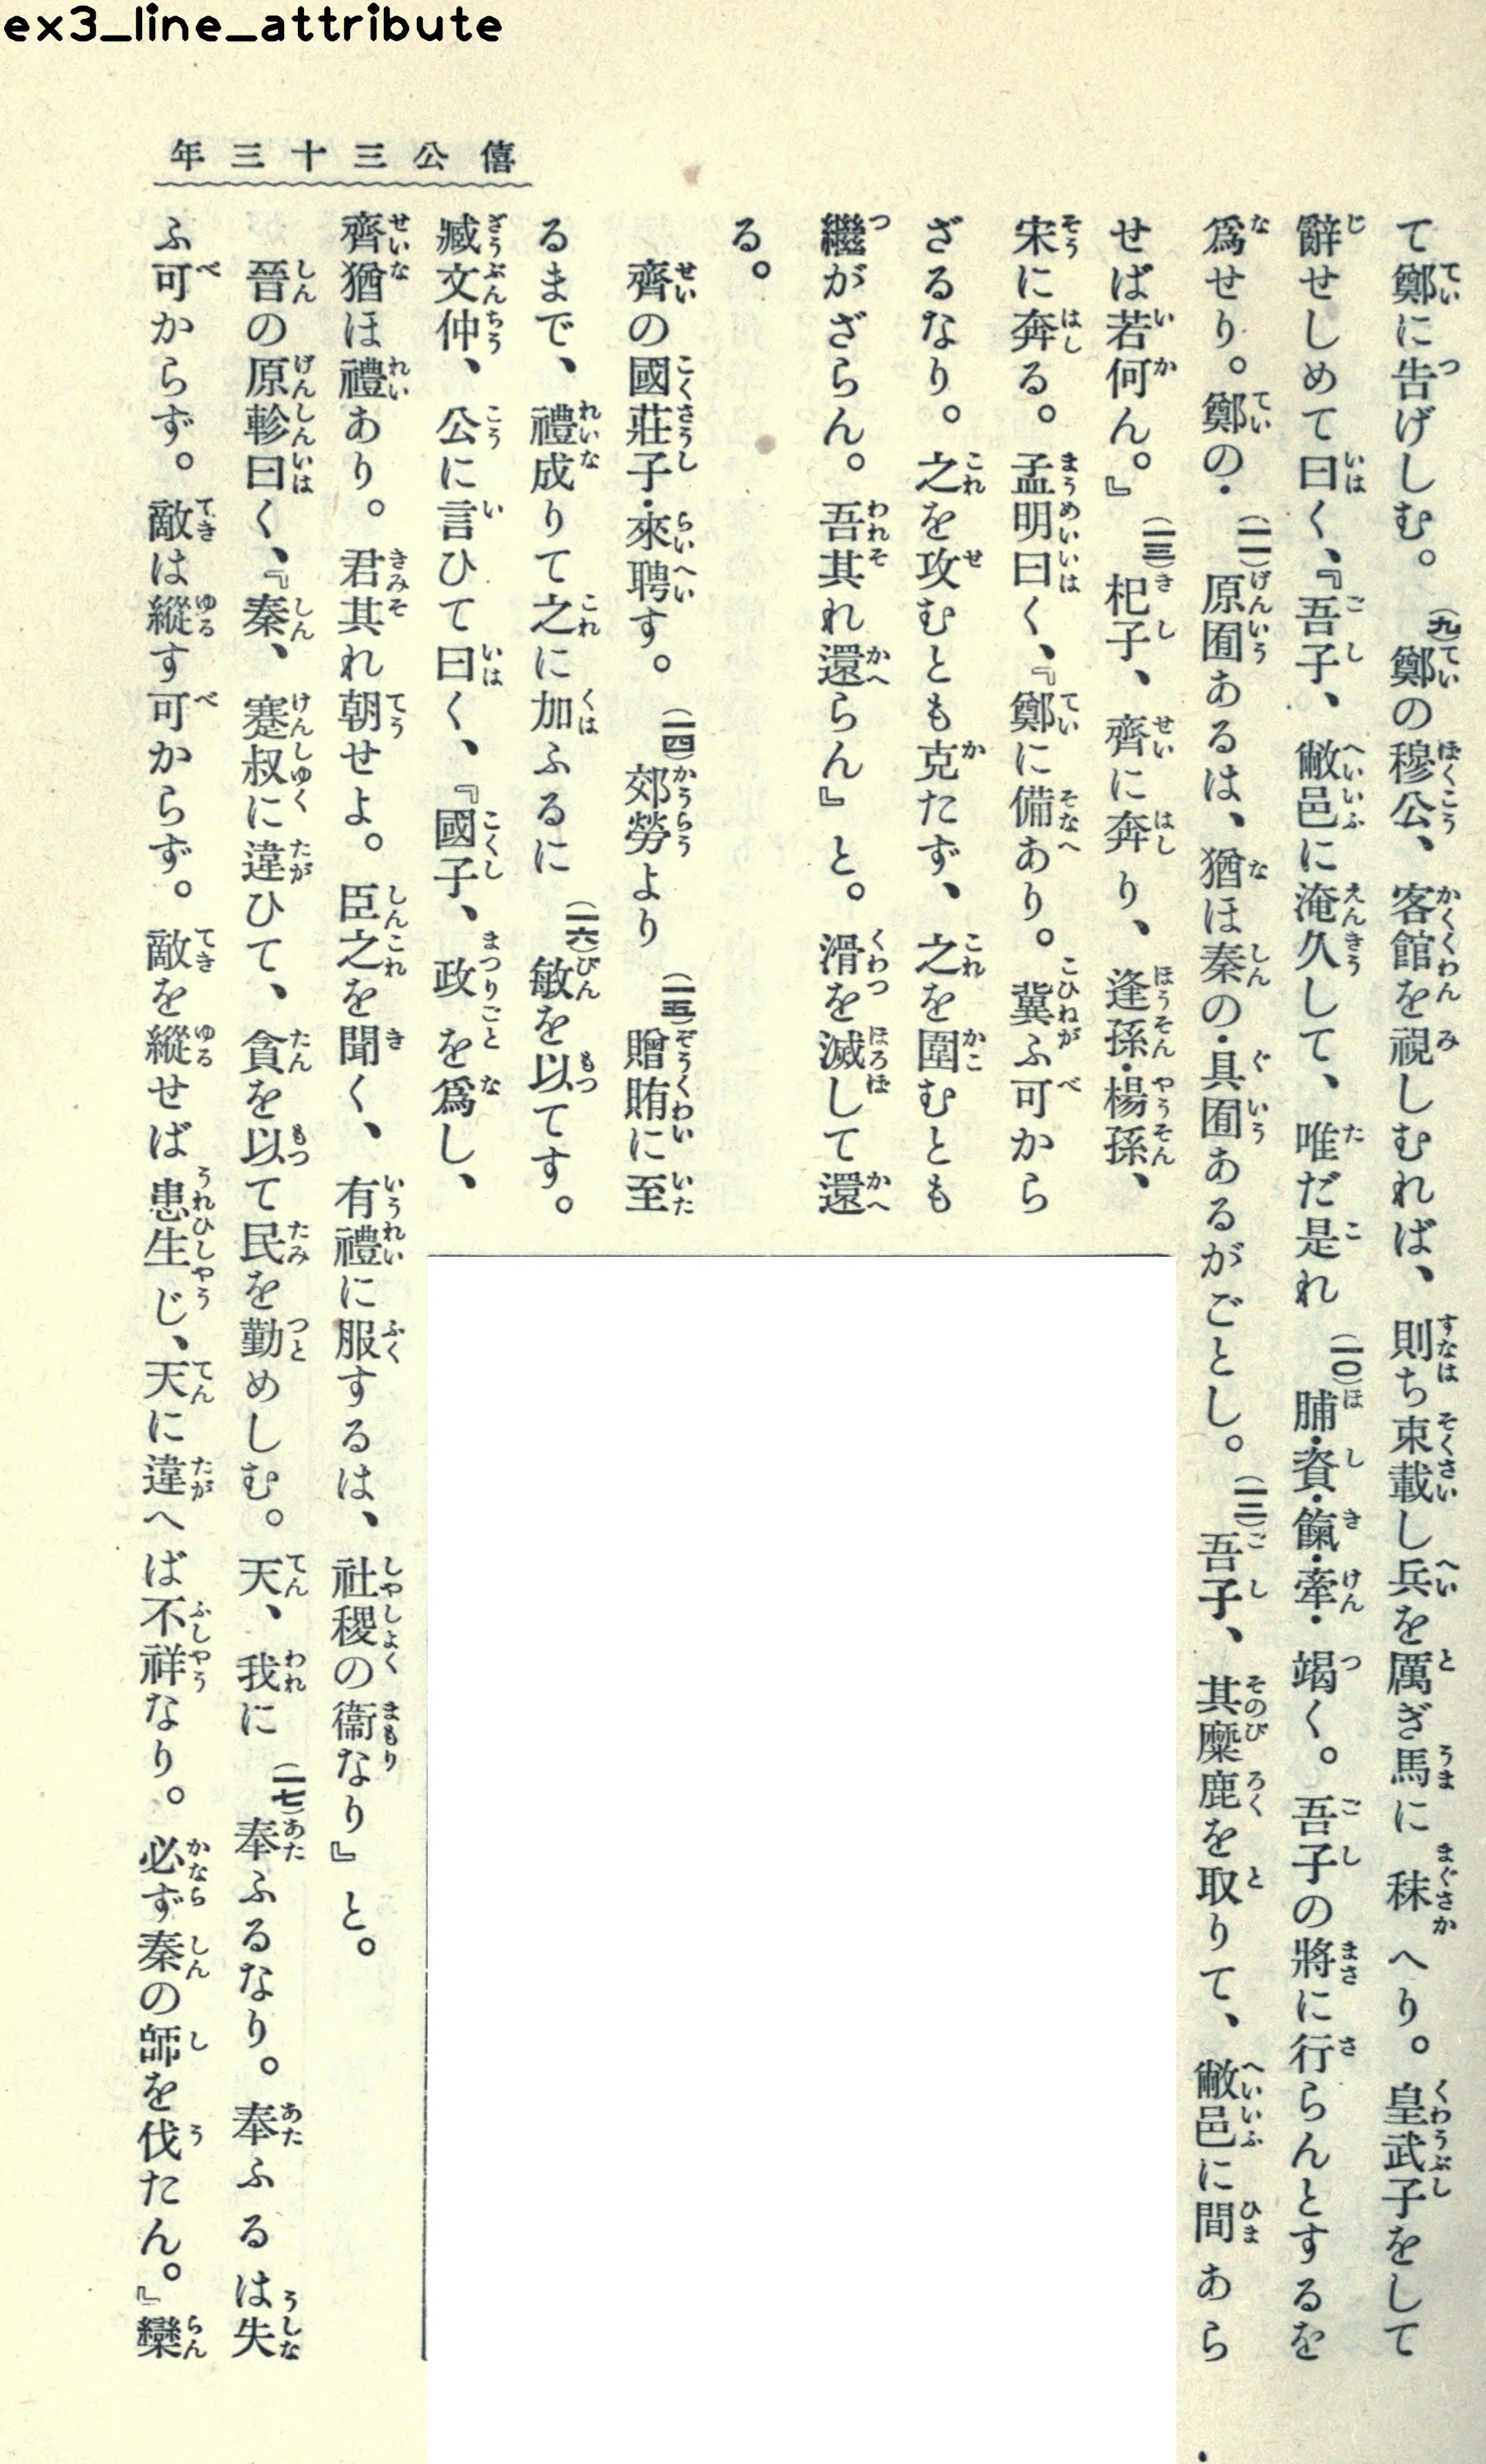 ex3_line_attribute
僖公三十三年
て鄭に告げしむ。(九)鄭の穆公、客館を視しむれば、則ち束載し兵を厲ぎ馬に秣へり。皇武子をして
辭せしめて曰く、『吾子、敝邑に淹久して、唯だ是れ(一〇)脯・資・餼・牽・竭く。吾子の將に行らんとするを
爲せり。鄭の・(一一)原囿あるは、猶ほ秦の・具囿あるがごとし。(一二)吾子、其麋鹿を取りて、敝邑に間あら
せば若何ん。』(一三)杞子、齊に奔り、逢孫・楊孫、
宋に奔る。孟明曰く、『鄭に備あり。冀ふ可から
ざるなり。之を攻むとも克たず、之を圍むとも
繼がざらん。吾其れ還らん』と。滑を滅して還
る。
齊の國莊子・來聘す。(一四)郊勞より(一五)贈賄に至
るまで、禮成りて之に加ふるに(一六)敏を以てす。
臧文仲、公に言ひて曰く、『國子、政を爲し、
齊猶ほ禮あり。君其れ朝せよ。臣之を聞く、有禮に服するは、社稷の衞なり』と。
晉の原軫曰く、『秦、蹇叔に違ひて、貪を以て民を勤めしむ。天、我に(一七)奉ふるなり。奉ふるは失
ふ可からず。敵は縱す可からず。敵を縱せば患生じ、天に違へば不祥なり。必ず秦の師を伐たん。』欒